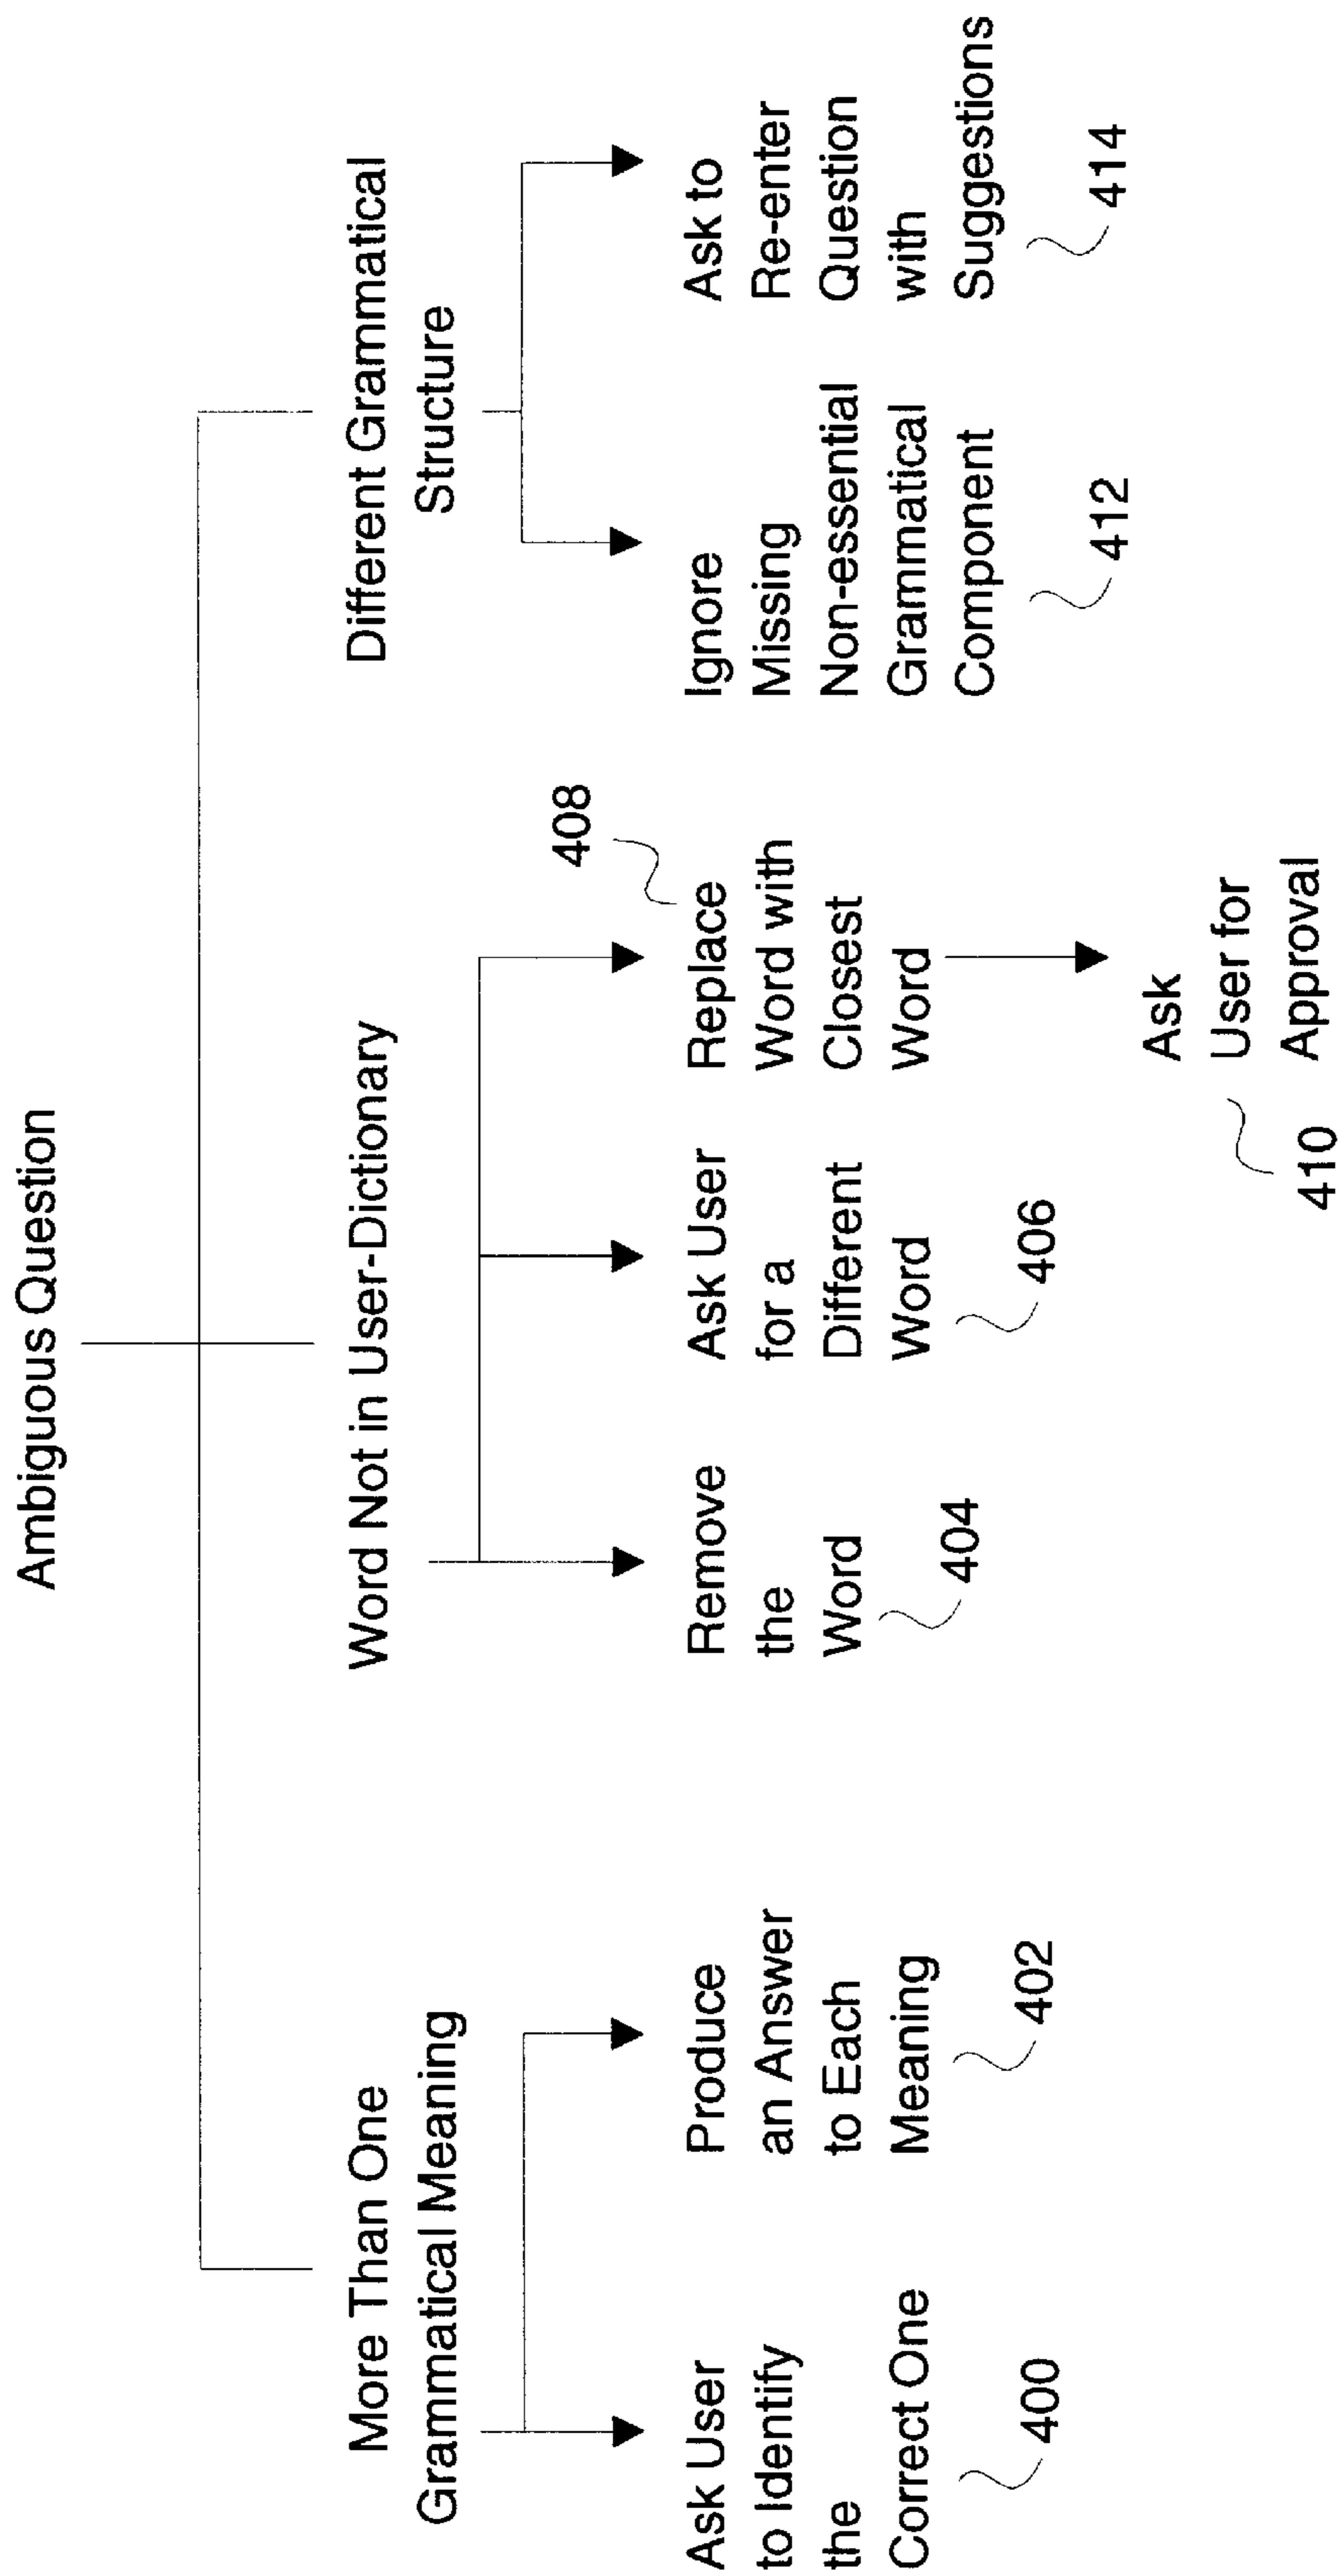 Ambiguous Question
More Than One
Grammatical Meaning
Ask User
to Identify
the
Correct One
400
Produce
an Answer
to Each
Meaning
402
Word Not in User-Dictionary
Remove
the
Word
404
Ask User
for a
Different
Word
406
408
Replace
Word with
Closest
Word
Ask
User for
Approval
410
Different Grammatical
Structure
Ignore
Missing
Non-essential
Grammatical
Component
412
Ask to
Re-enter
Question
with
Suggestions
414